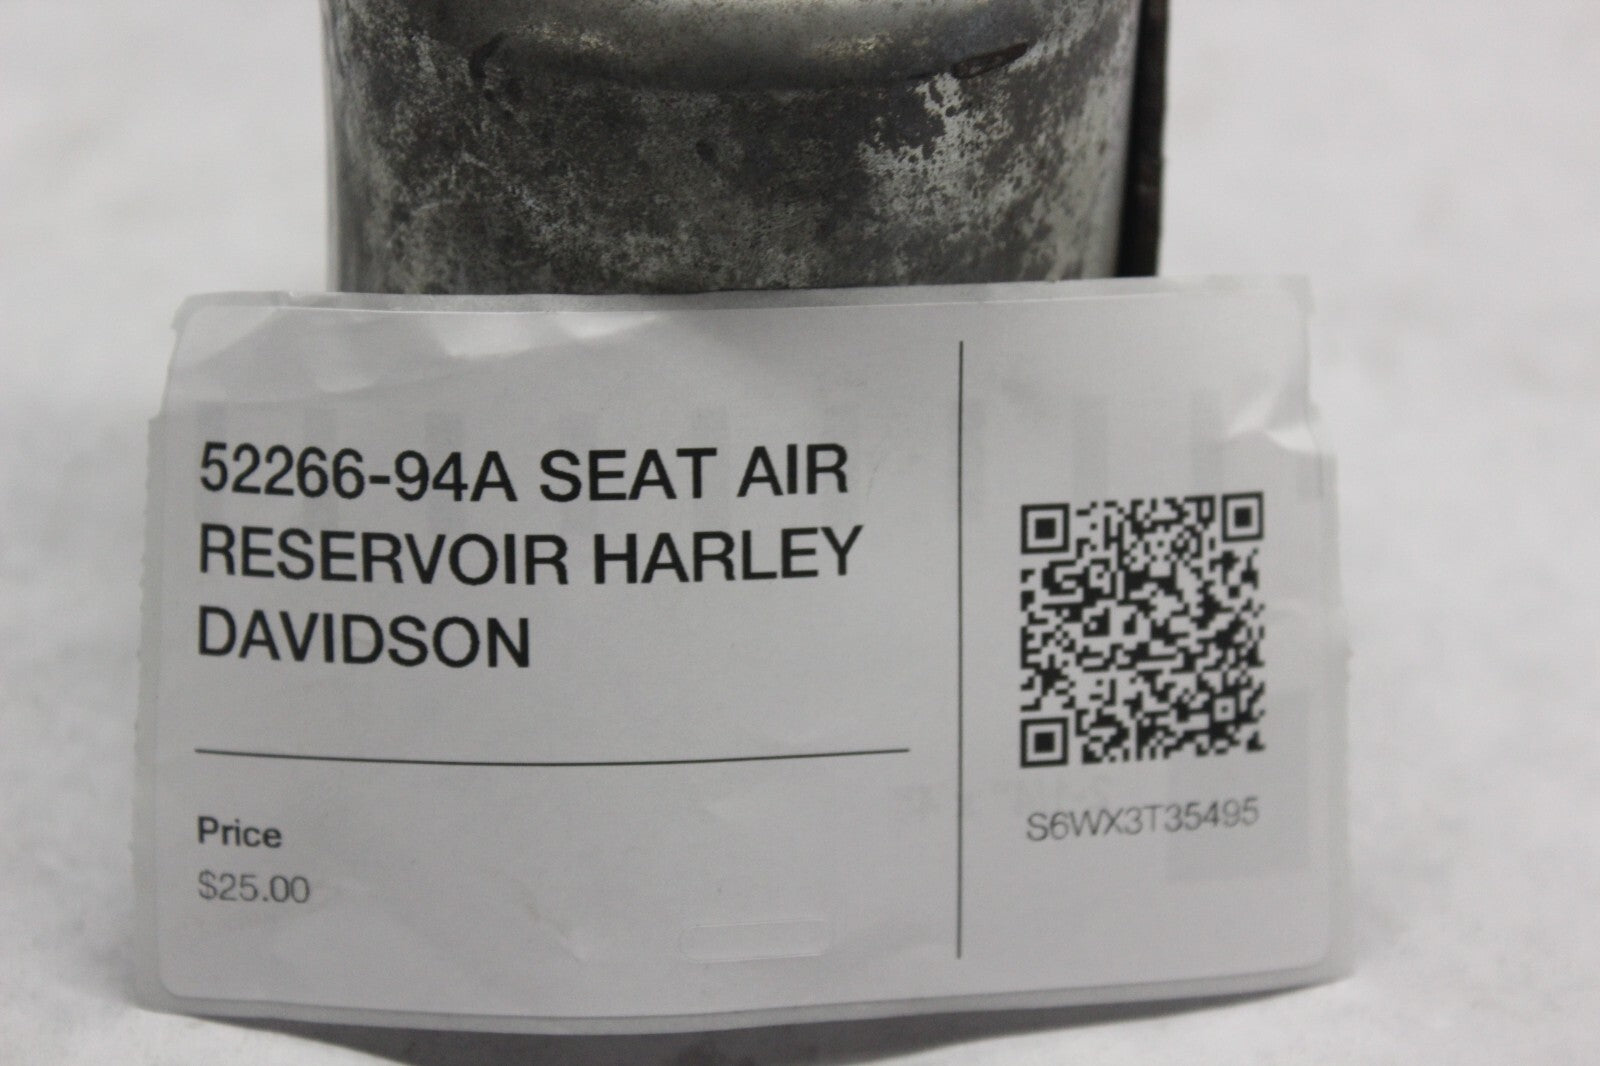 52266-94A SEAT AIR
RESERVOIR HARLEY
DAVIDSON
Price
$25.00
S6WX3T35495